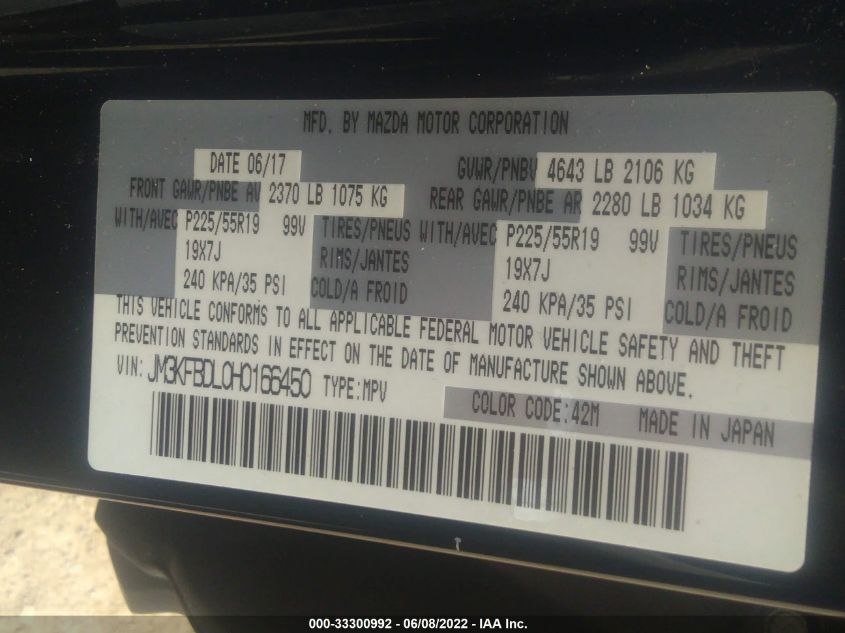 MFD. BY MAZDA MOTOR CORPORATION
DATE 06/17 GVWR/PNBV 4643 LB 2106 KG
FRONT GAWR/PNBE AV 2370 LB 1075 KG REAR GAWR/PNBE AR 2280 LB 1034 KG
WITH/AVEC P225/55R19 99V TIRES/PNEUS WITH/AVEC P225/55R19 99V TIRES/PNEUS
19X7J RIMS/JANTES 19X7J RIMS/JANTES
240 KPA/35 PSI COLD/A FROID 240 KPA/35 PSI COLD/A FROID
THIS VEHICLE CONFORMS TO ALL APPLICABLE FEDERAL MOTOR VEHICLE SAFETY AND THEFT
PREVENTION STANDARDS IN EFFECT ON THE DATE OF MANUFACTURE SHOWN ABOVE.
VIN: JM3KFBDL0H0166450 TYPE:MPV
COLOR CODE:42M MADE IN JAPAN
000-33300992 - 06/08/2022 - IAA Inc.